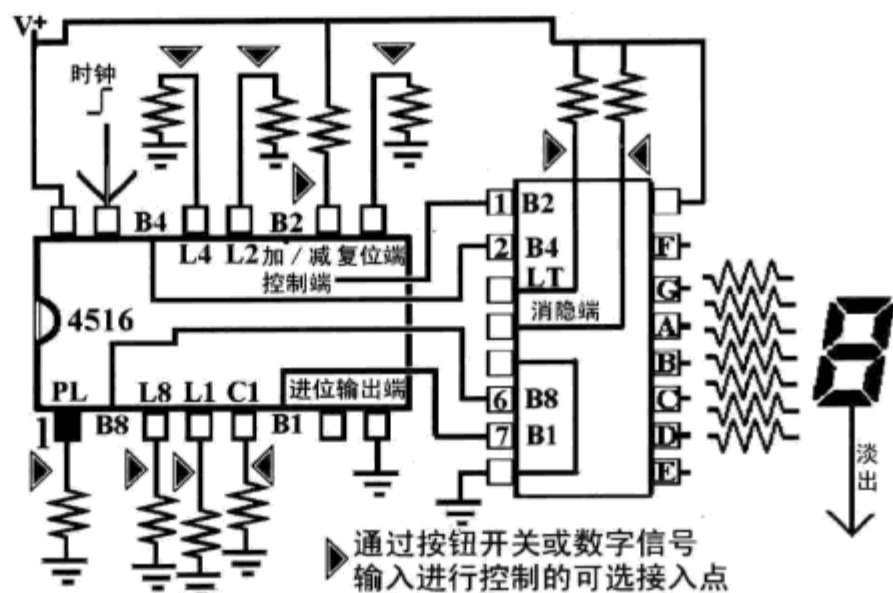 V+
时钟
B4
B2
L4
L2
加/减
复位端
控制端
4516
PL
L8
L1
C1
进位输出端
1
B8
B1
1
B2
2
B4
LT
消隐端
6
B8
7
B1
F
G
A
B
C
D
E
淡出
通过按钮开关或数字信号
输入进行控制的可选接入点